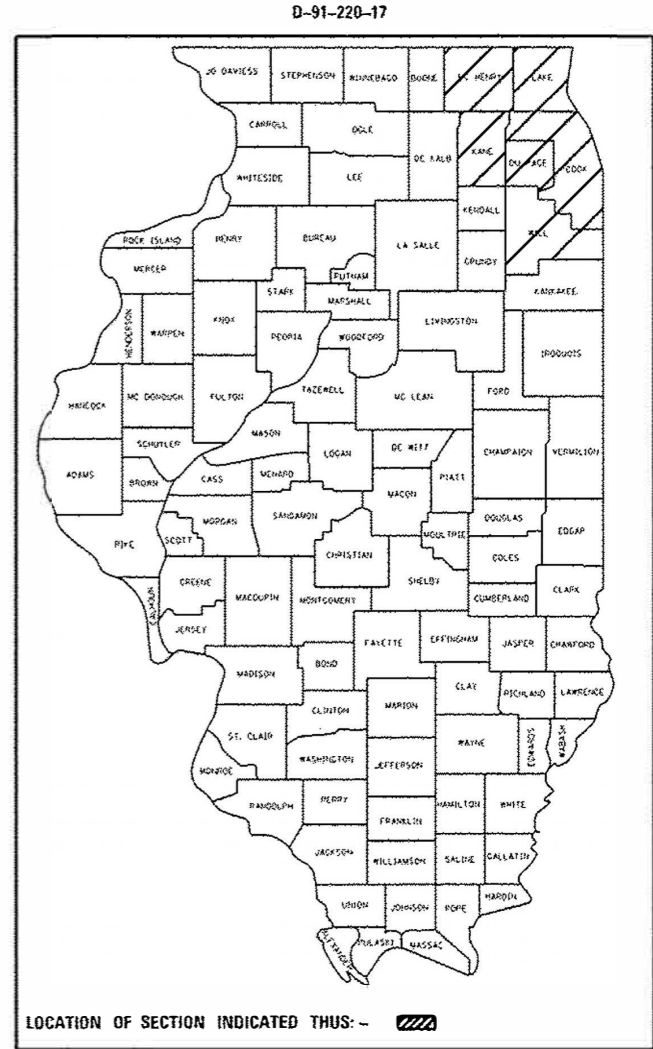 D-91-220-17
JO DAVIESS STEPHENSON WINNEBAGO BOONE MC HENRY LAKE
CARROLL OGLE
DE KALB KANE DU PAGE COOK
WHITESIDE LEE
KENDALL WILL
ROCK ISLAND HENRY BUREAU LA SALLE GRUNDY
MERCER PUTNAM KANKAKEE
STARK MARSHALL
HENDERSON WARREN KNOX PEORIA WOODFORD LIVINGSTON IROQUOIS
HANCOCK MC DONOUGH FULTON TAZEWELL MC LEAN FORD
SCHUYLER MASON LOGAN DE WITT CHAMPAIGN VERMILION
ADAMS BROWN CASS MENARD MACON PIATT
PIKE SCOTT MORGAN SANGAMON MOULTRIE DOUGLAS EDGAR
CHRISTIAN COLES
CALHOUN GREENE MACOUPIN MONTGOMERY SHELBY CUMBERLAND CLARK
JERSEY FAYETTE EFFINGHAM JASPER CRAWFORD
MADISON BOND CLAY RICHLAND LAWRENCE
CLINTON MARION
ST. CLAIR WASHINGTON JEFFERSON WAYNE EDWARDS WABASH
MONROE
RANDOLPH PERRY HAMILTON WHITE
FRANKLIN
JACKSON WILLIAMSON SALINE GALLATIN
UNION JOHNSON POPE HARDIN
ALEXANDER PULASKI MASSAC
LOCATION OF SECTION INDICATED THUS: -